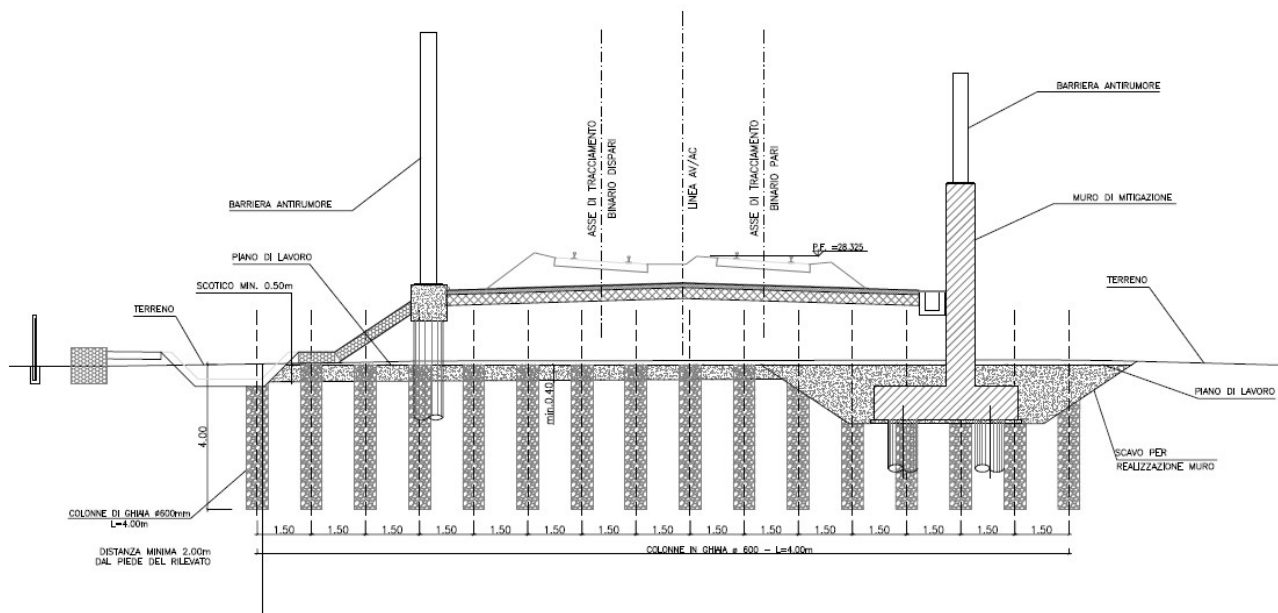 BARRIERA ANTIRUMORE
ASSE DI TRACCIAMENTO
BINARIO DISPARI
LINEA AV/AC
ASSE DI TRACCIAMENTO
BINARIO PARI
BARRIERA ANTIRUMORE
MURO DI MITIGAZIONE
P.F. =28.325
PIANO DI LAVORO
SCOTICO MIN. 0.50m
TERRENO
TERRENO
PIANO DI LAVORO
min.0.40
4.00
SCAVO PER
REALIZZAZIONE MURO
COLONNE DI GHIAIA ø600mm
L=4.00m
1.50 1.50 1.50 1.50 1.50 1.50 1.50 1.50 1.50 1.50 1.50 1.50 1.50 1.50 1.50
COLONNE IN GHIAIA ø 600 - L=4.00m
DISTANZA MINIMA 2.00m
DAL PIEDE DEL RILEVATO